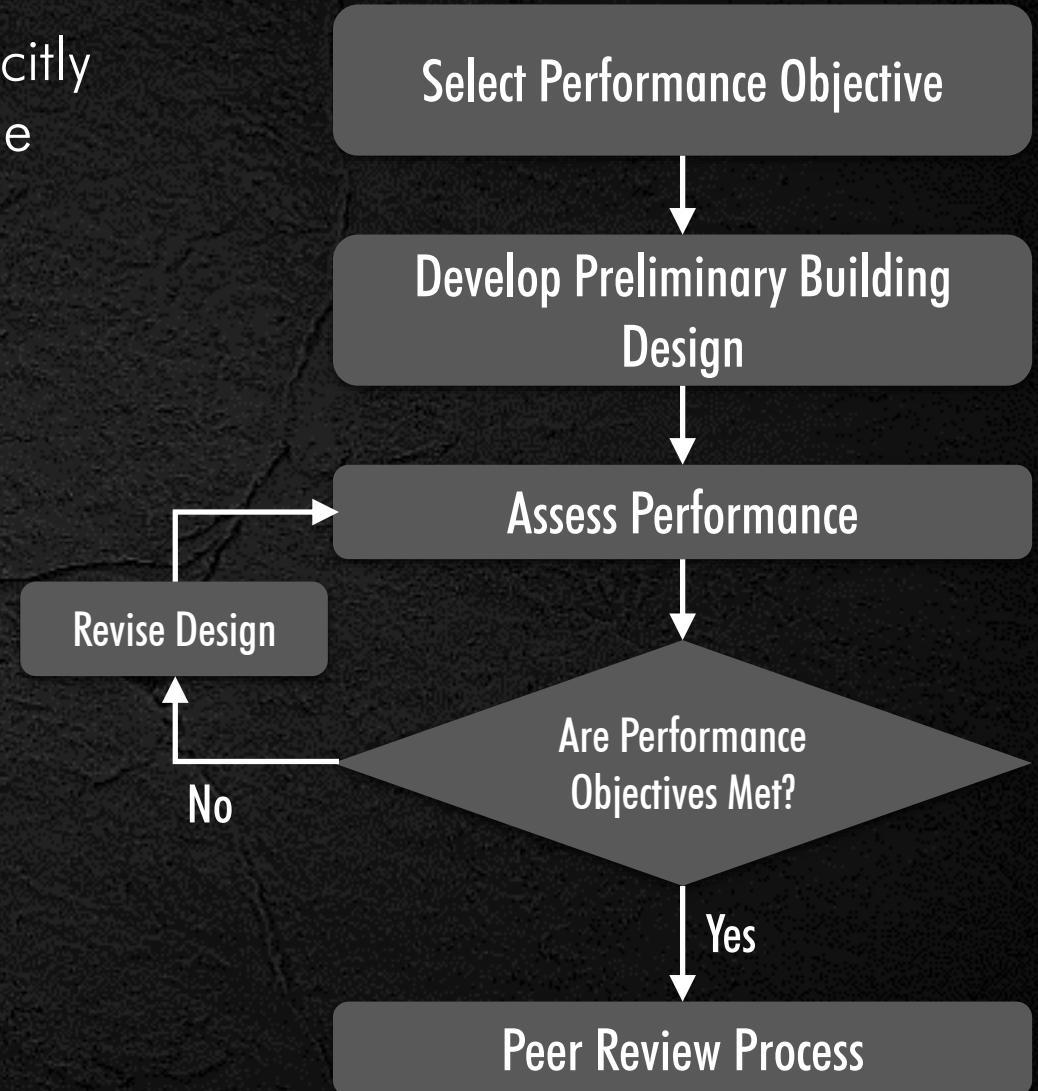 citly
e
Select Performance Objective
Develop Preliminary Building
Design
Assess Performance
Revise Design
Are Performance
Objectives Met?
No
Yes
Peer Review Process